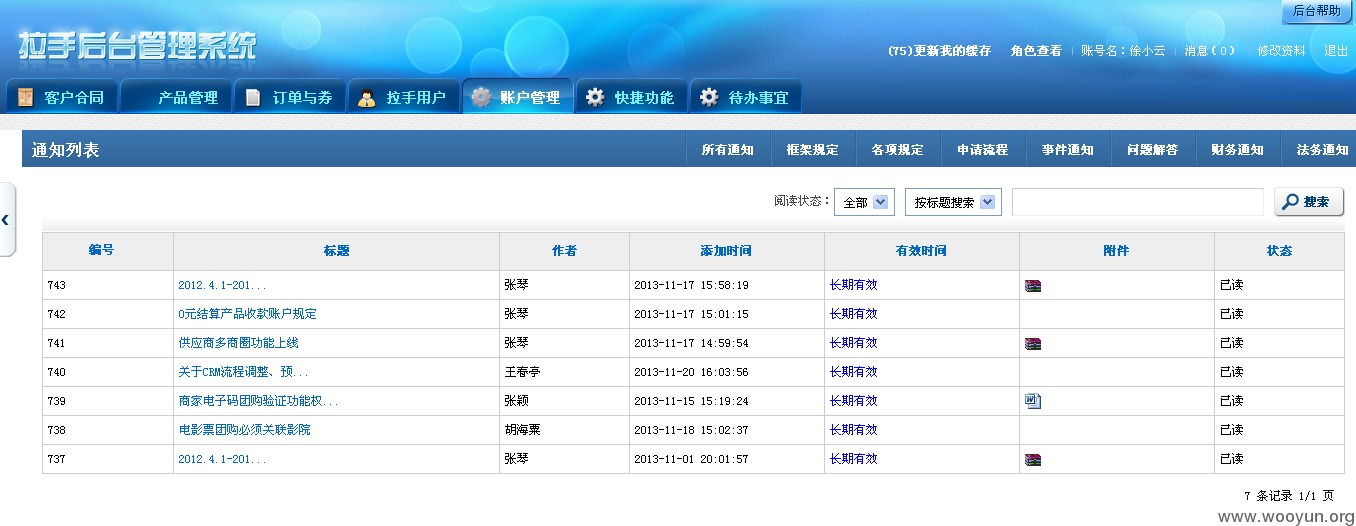 后台帮助
拉手后台管理系统
(75)更新我的缓存 角色查看 账号名：徐小云 消息(0) 修改资料 退出
客户合同 产品管理 订单与券 拉手用户 账户管理 快捷功能 待办事宜
通知列表 所有通知 框架规定 各项规定 申请流程 事件通知 问题解答 财务通知 法务通知
阅读状态： 全部 按标题搜索 搜索
编号 标题 作者 添加时间 有效时间 附件 状态
743 2012.4.1-201... 张琴 2013-11-17 15:58:19 长期有效 已读
742 0元结算产品收款账户规定 张琴 2013-11-17 15:01:15 长期有效 已读
741 供应商多商圈功能上线 张琴 2013-11-17 14:59:54 长期有效 已读
740 关于CRM流程调整、预... 王春亭 2013-11-20 16:03:56 长期有效 已读
739 商家电子码团购验证功能权... 张颖 2013-11-15 15:19:24 长期有效 已读
738 电影票团购必须关联影院 胡海粟 2013-11-18 15:02:37 长期有效 已读
737 2012.4.1-201... 张琴 2013-11-01 20:01:57 长期有效 已读
7 条记录 1/1 页
www.wooyun.org